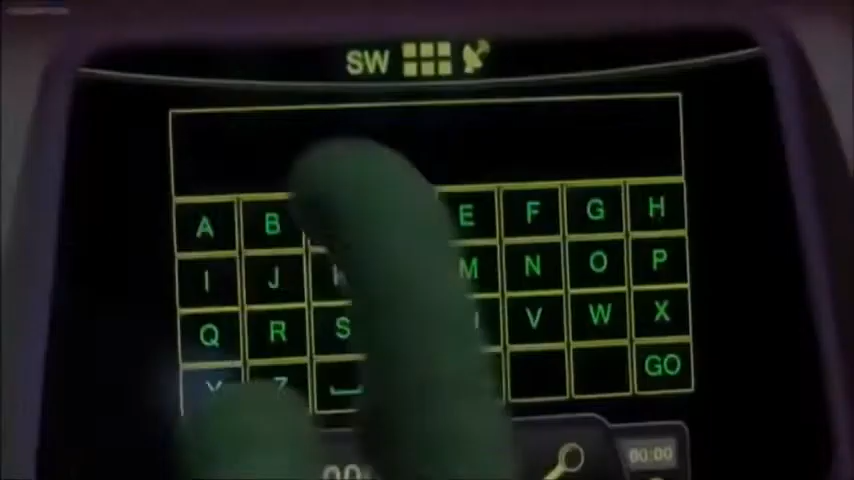 SW
A B E F G H
I J M N O P
Q R S V W X
Z GO
00:00